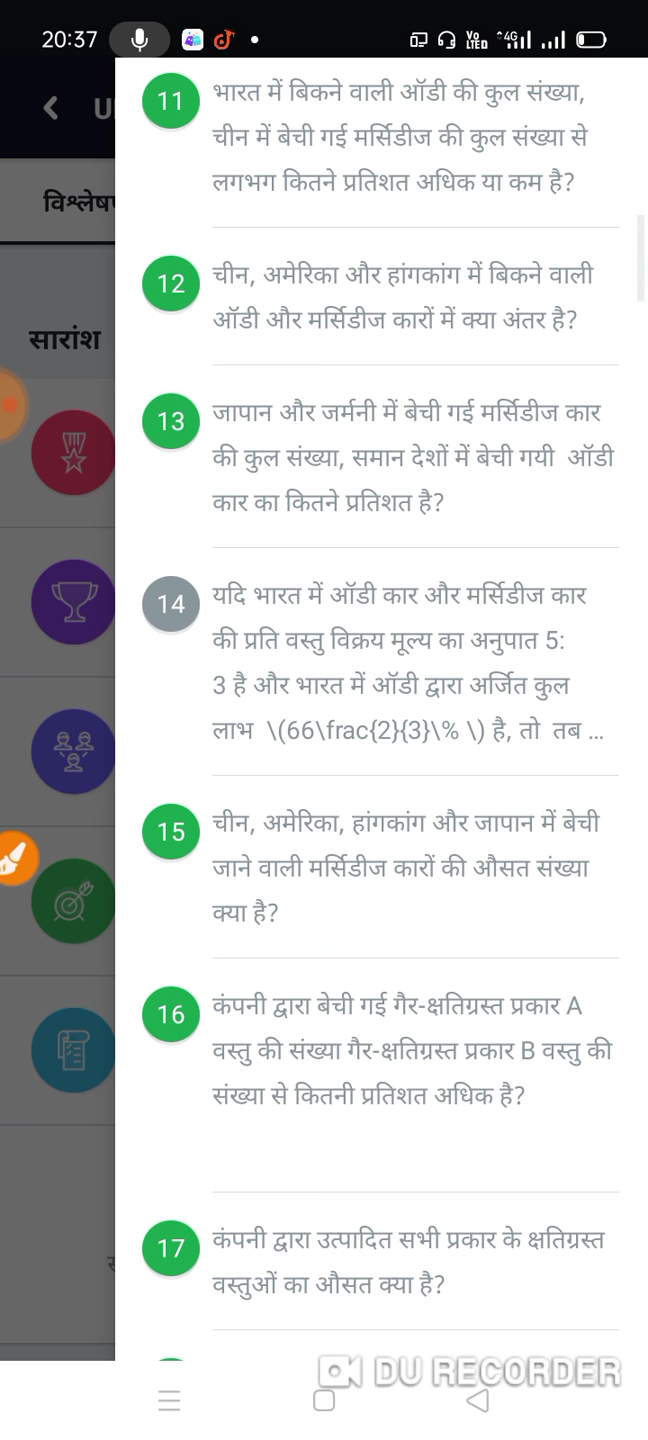 20:37
Vo LTED 4G
U
विश्लेष
सारांश
11
भारत में बिकने वाली ऑडी की कुल संख्या,
चीन में बेची गई मर्सिडीज की कुल संख्या से
लगभग कितने प्रतिशत अधिक या कम है?
12
चीन, अमेरिका और हांगकांग में बिकने वाली
ऑडी और मर्सिडीज कारों में क्या अंतर है?
13
जापान और जर्मनी में बेची गई मर्सिडीज कार
की कुल संख्या, समान देशों में बेची गयी ऑडी
कार का कितने प्रतिशत है?
14
यदि भारत में ऑडी कार और मर्सिडीज कार
की प्रति वस्तु विक्रय मूल्य का अनुपात 5:
3 है और भारत में ऑडी द्वारा अर्जित कुल
लाभ \(66\frac{2}{3}\% \) है, तो तब ...
15
चीन, अमेरिका, हांगकांग और जापान में बेची
जाने वाली मर्सिडीज कारों की औसत संख्या
क्या है?
16
कंपनी द्वारा बेची गई गैर-क्षतिग्रस्त प्रकार A
वस्तु की संख्या गैर-क्षतिग्रस्त प्रकार B वस्तु की
संख्या से कितनी प्रतिशत अधिक है?
17
कंपनी द्वारा उत्पादित सभी प्रकार के क्षतिग्रस्त
वस्तुओं का औसत क्या है?
DU RECORDER